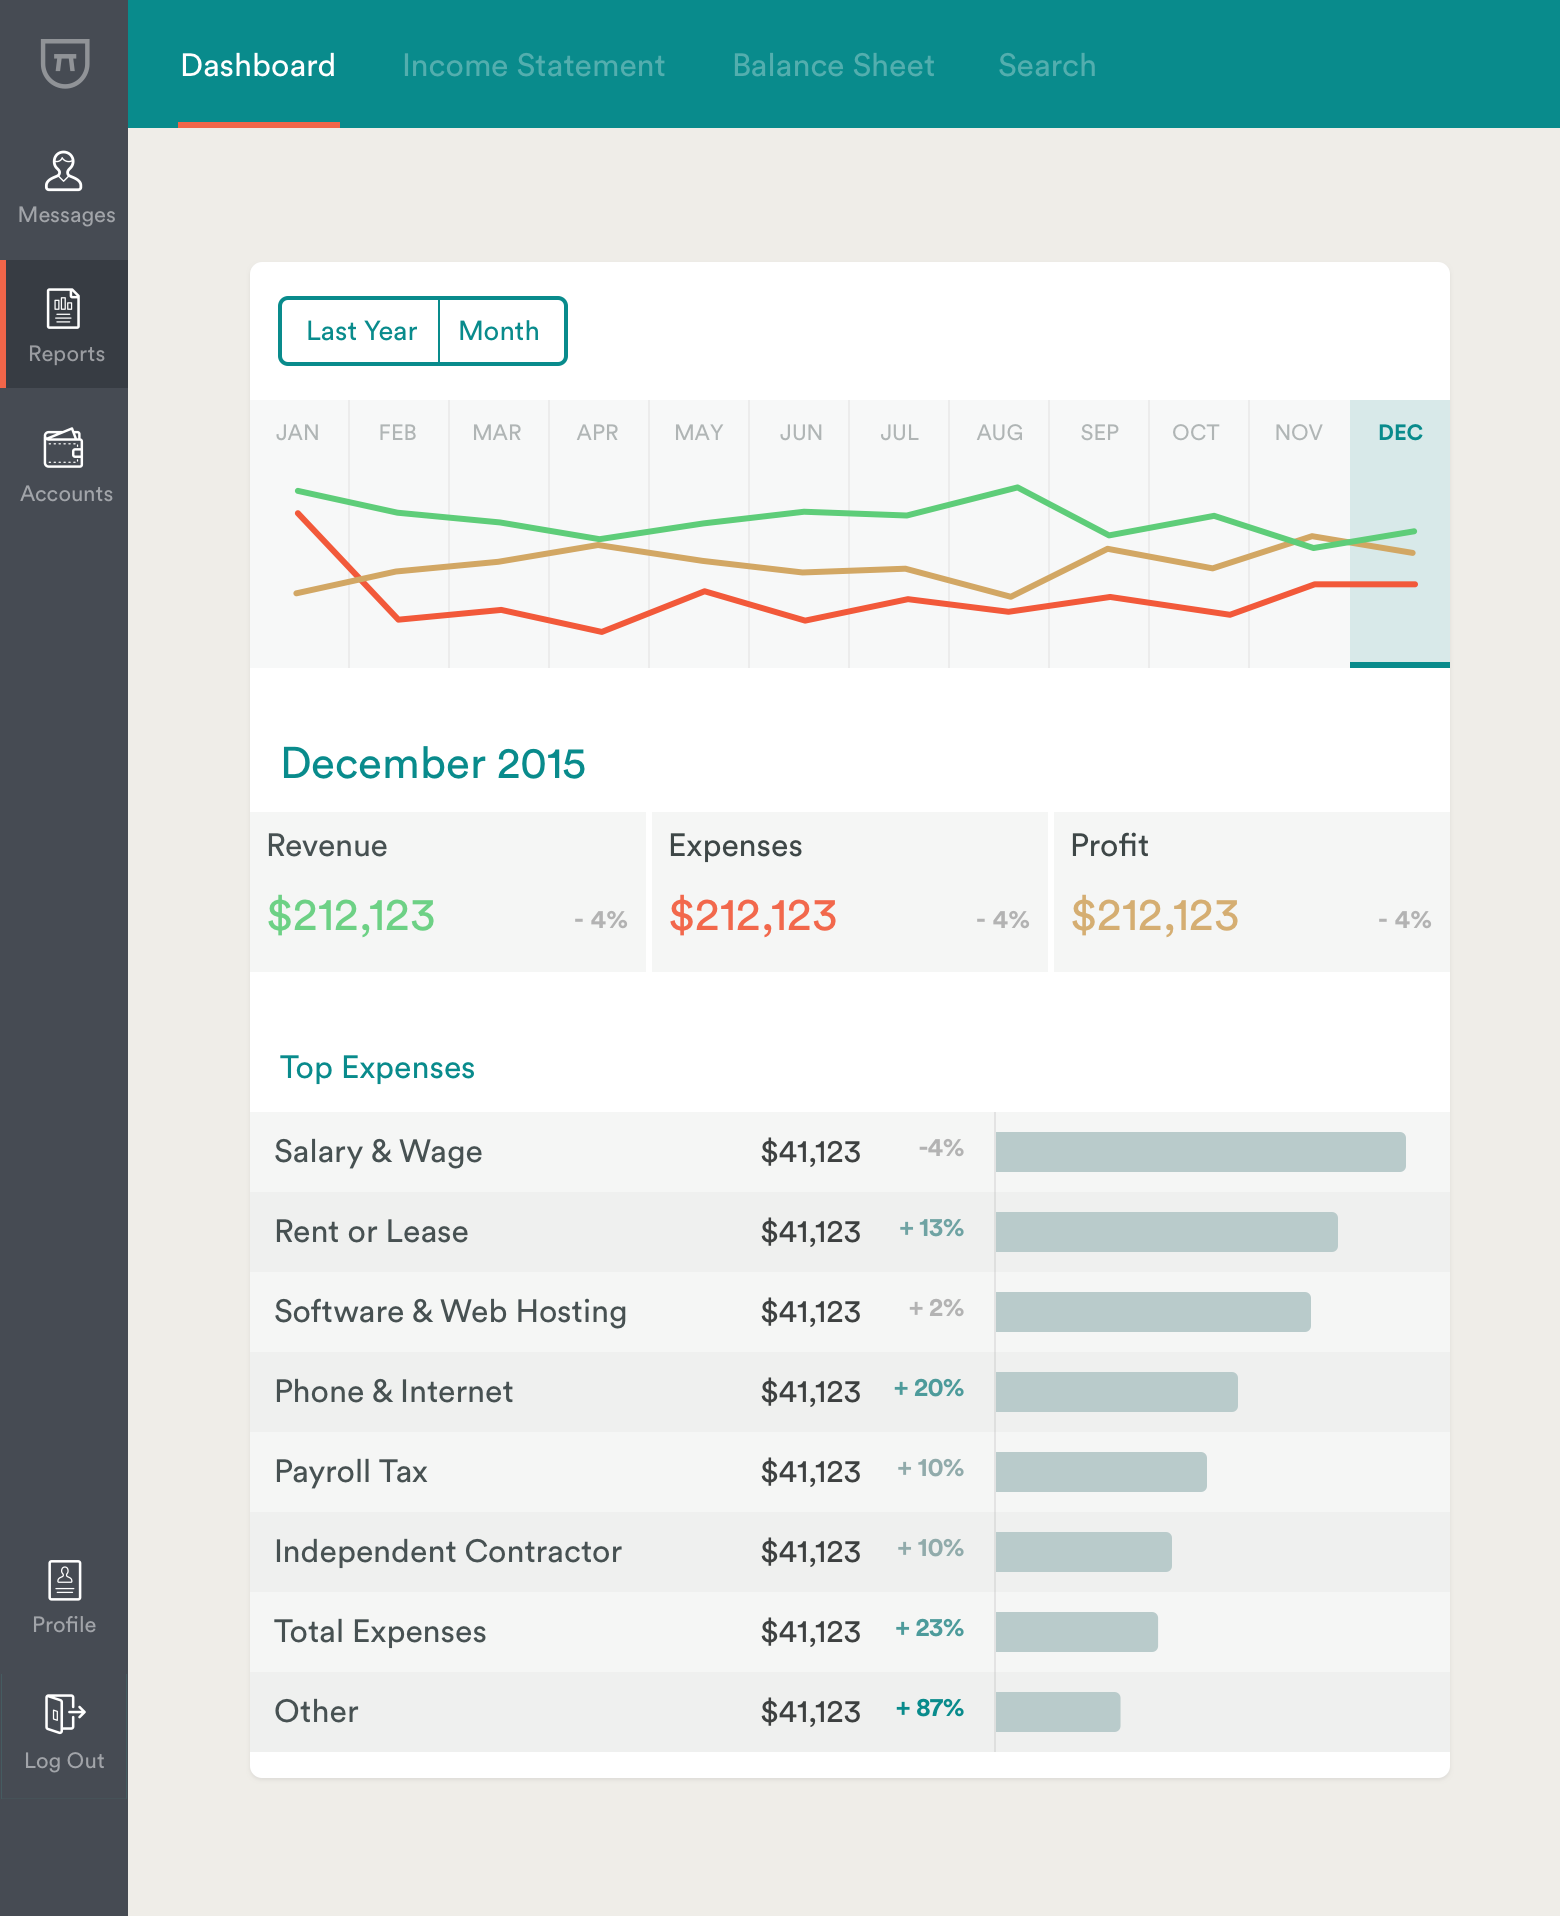 Dashboard Income Statement Balance Sheet Search
Messages
Reports
Accounts
Profile
Log Out
Last Year Month
JAN FEB MAR APR MAY JUN JUL AUG SEP OCT NOV DEC
December 2015
Revenue Expenses Profit
$212,123 - 4% $212,123 - 4% $212,123 - 4%
Top Expenses
Salary & Wage $41,123 -4%
Rent or Lease $41,123 + 13%
Software & Web Hosting $41,123 + 2%
Phone & Internet $41,123 + 20%
Payroll Tax $41,123 + 10%
Independent Contractor $41,123 + 10%
Total Expenses $41,123 + 23%
Other $41,123 + 87%